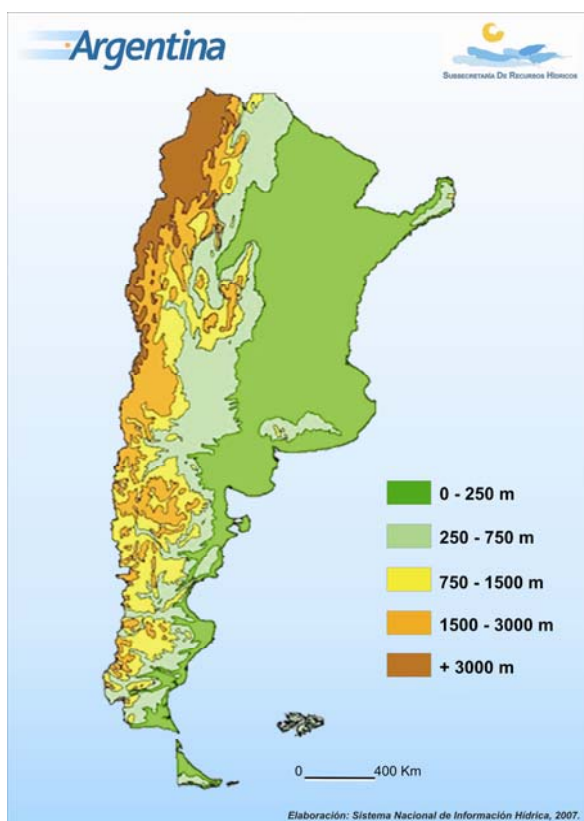 Argentina
SUBSECRETARÍA DE RECURSOS HÍDRICOS
0 - 250 m
250 - 750 m
750 - 1500 m
1500 - 3000 m
+ 3000 m
0 400 Km
Elaboración: Sistema Nacional de Información Hídrica, 2007.